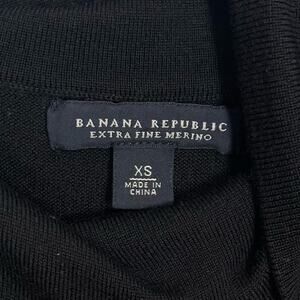 BANANA REPUBLIC
EXTRA FINE MERINO
XS
MADE IN
CHINA